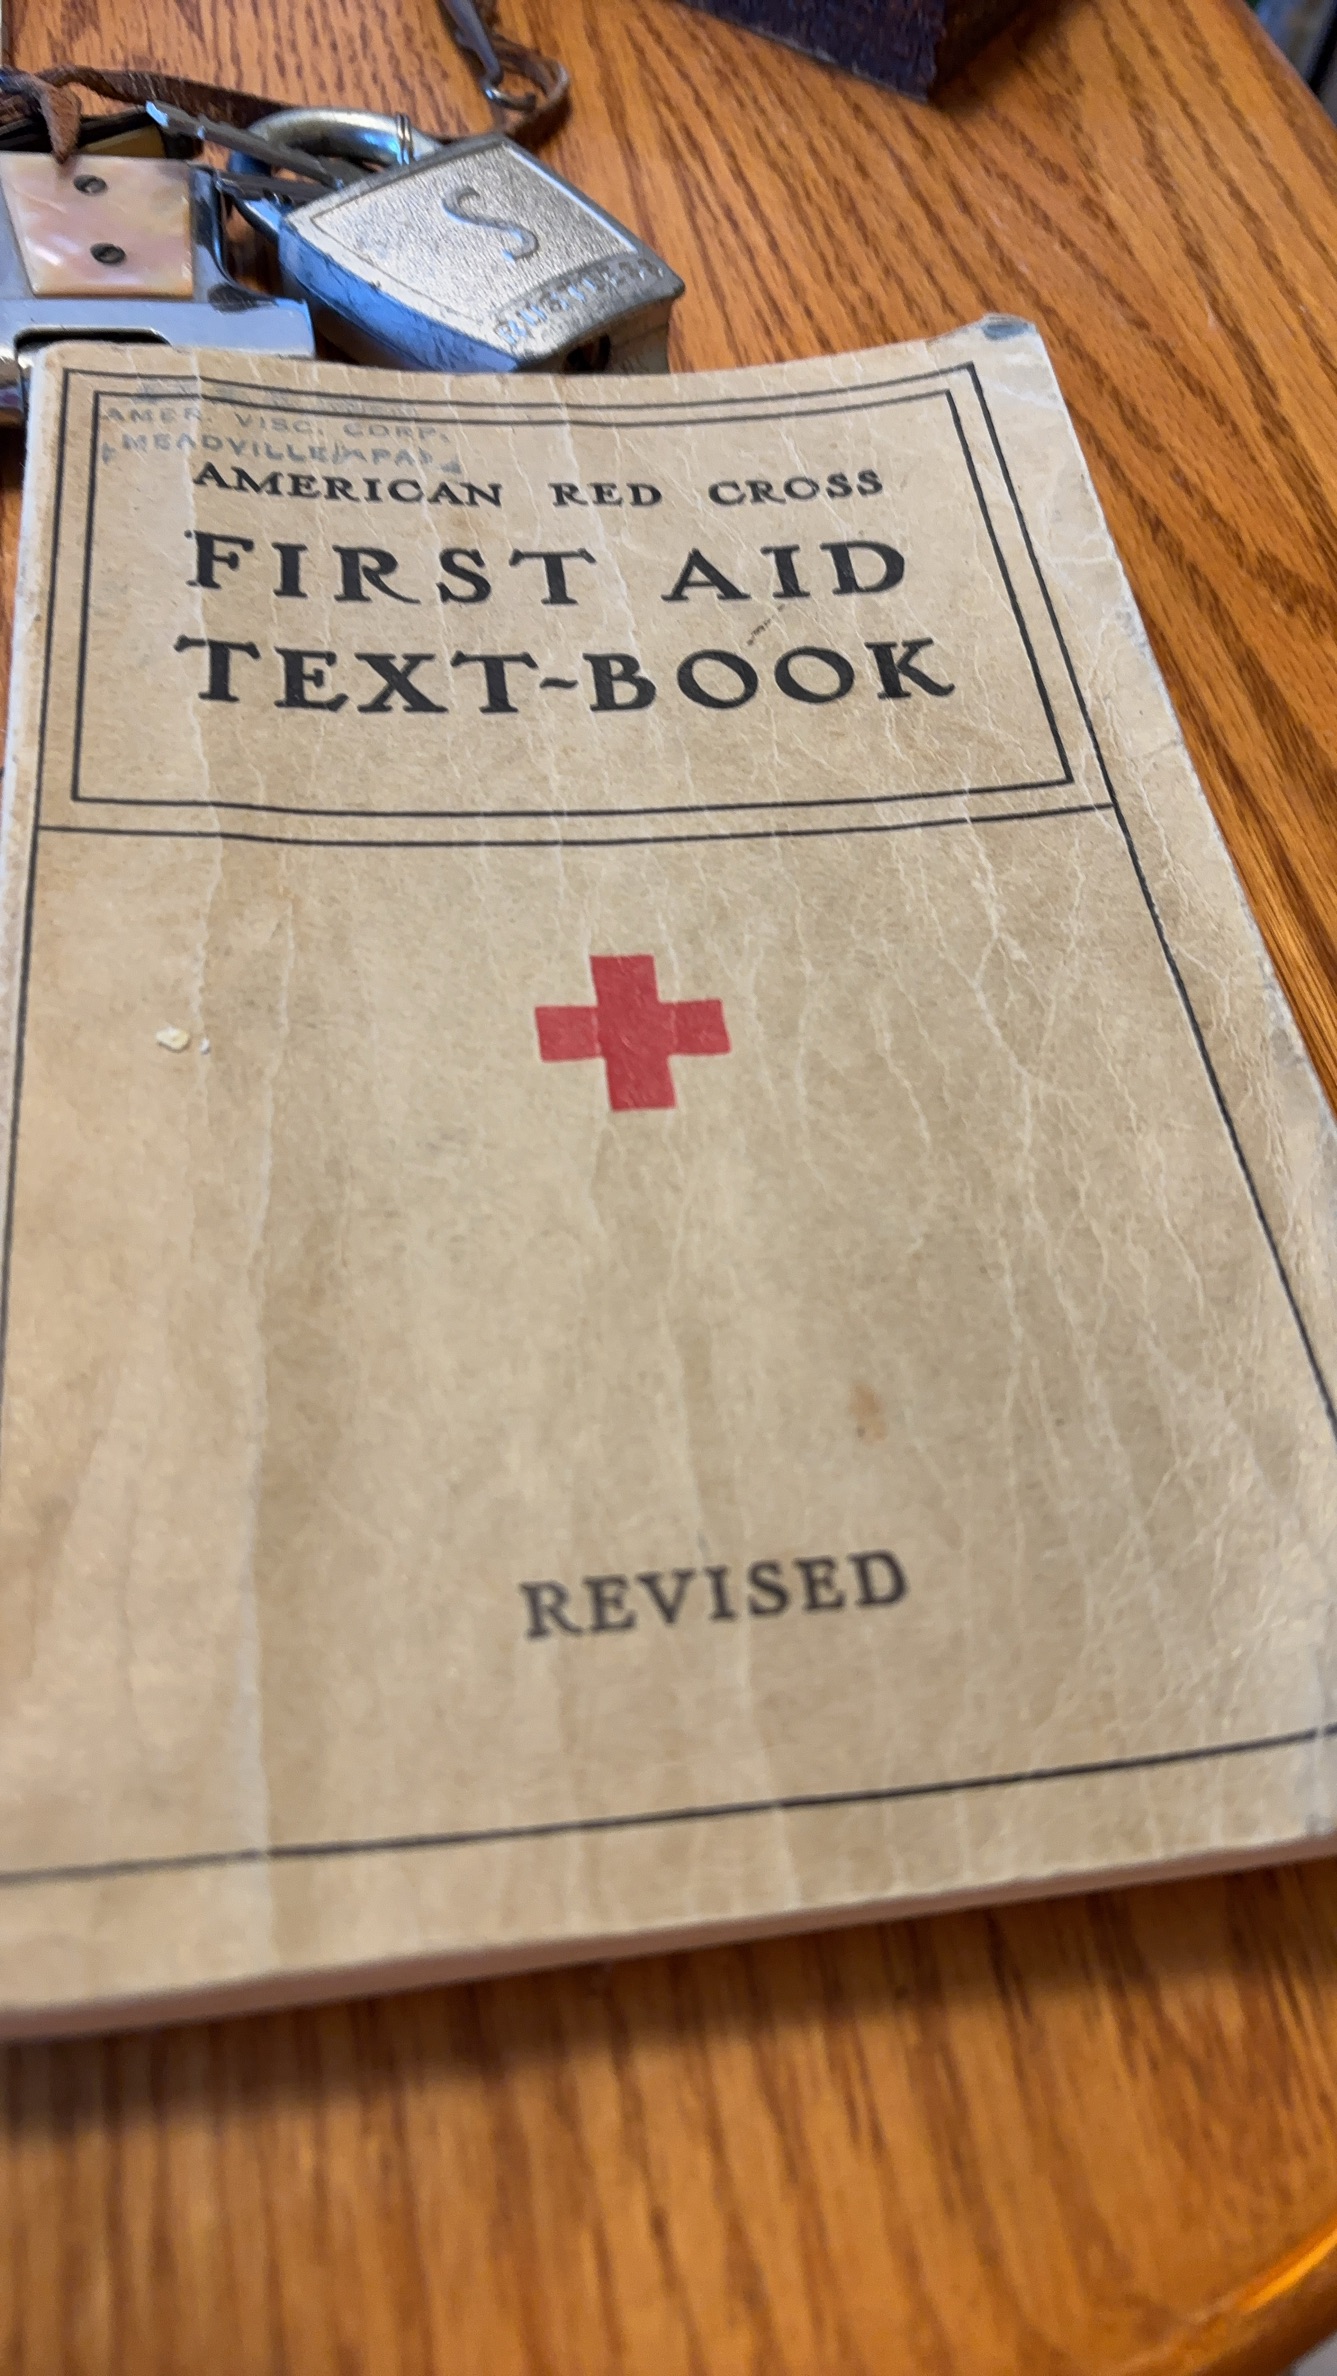 S
AMER. VISC. CORP.
MEADVILLE, PA.
AMERICAN RED CROSS
FIRST AID
TEXT-BOOK
REVISED